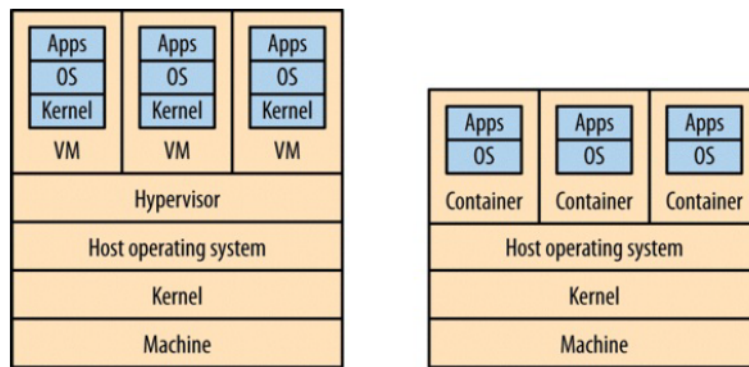 Apps Apps Apps
OS OS OS
Kernel Kernel Kernel
VM VM VM
Hypervisor
Host operating system
Kernel
Machine
Apps Apps Apps
OS OS OS
Container Container Container
Host operating system
Kernel
Machine